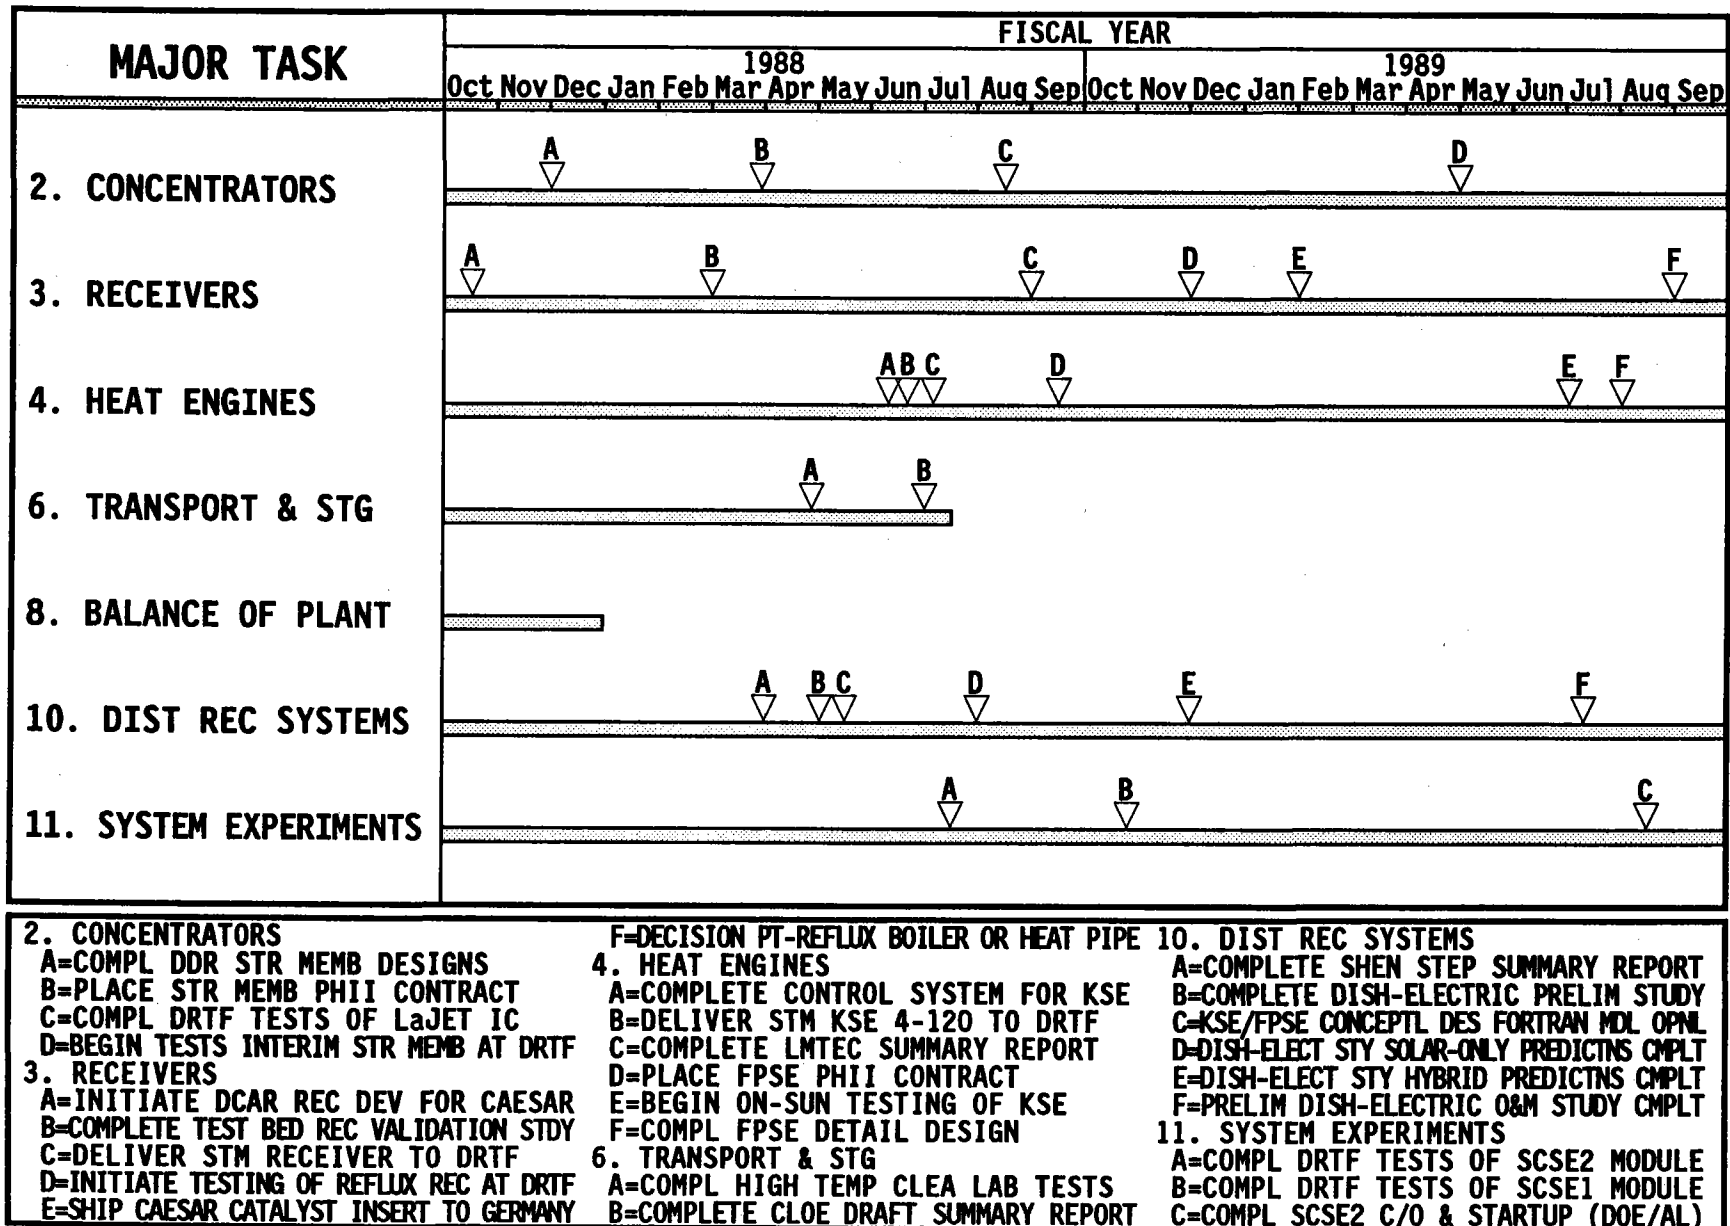 MAJOR TASK
FISCAL YEAR
1988 1989
Oct Nov Dec Jan Feb Mar Apr May Jun Jul Aug Sep Oct Nov Dec Jan Feb Mar Apr May Jun Jul Aug Sep
A B C D
2. CONCENTRATORS
A B C D E F
3. RECEIVERS
A B C D E F
4. HEAT ENGINES
A B
6. TRANSPORT & STG
8. BALANCE OF PLANT
A B C D E F
10. DIST REC SYSTEMS
A B C
11. SYSTEM EXPERIMENTS
2. CONCENTRATORS
A=COMPL DDR STR MEMB DESIGNS
B=PLACE STR MEMB PHII CONTRACT
C=COMPL DRTF TESTS OF LaJET IC
D=BEGIN TESTS INTERIM STR MEMB AT DRTF
3. RECEIVERS
A=INITIATE DCAR REC DEV FOR CAESAR
B=COMPLETE TEST BED REC VALIDATION STDY
C=DELIVER STM RECEIVER TO DRTF
D=INITIATE TESTING OF REFLUX REC AT DRTF
E=SHIP CAESAR CATALYST INSERT TO GERMANY
F=DECISION PT-REFLUX BOILER OR HEAT PIPE
4. HEAT ENGINES
A=COMPLETE CONTROL SYSTEM FOR KSE
B=DELIVER STM KSE 4-120 TO DRTF
C=COMPLETE LMTEC SUMMARY REPORT
D=PLACE FPSE PHII CONTRACT
E=BEGIN ON-SUN TESTING OF KSE
F=COMPL FPSE DETAIL DESIGN
6. TRANSPORT & STG
A=COMPL HIGH TEMP CLEA LAB TESTS
B=COMPLETE CLOE DRAFT SUMMARY REPORT
10. DIST REC SYSTEMS
A=COMPLETE SHEN STEP SUMMARY REPORT
B=COMPLETE DISH-ELECTRIC PRELIM STUDY
C=KSE/FPSE CONCEPTL DES FORTRAN MDL OPNL
D=DISH-ELECT STY SOLAR-ONLY PREDICTNS CMPLT
E=DISH-ELECT STY HYBRID PREDICTNS CMPLT
F=PRELIM DISH-ELECTRIC O&M STUDY CMPLT
11. SYSTEM EXPERIMENTS
A=COMPL DRTF TESTS OF SCSE2 MODULE
B=COMPL DRTF TESTS OF SCSE1 MODULE
C=COMPL SCSE2 C/O & STARTUP (DOE/AL)